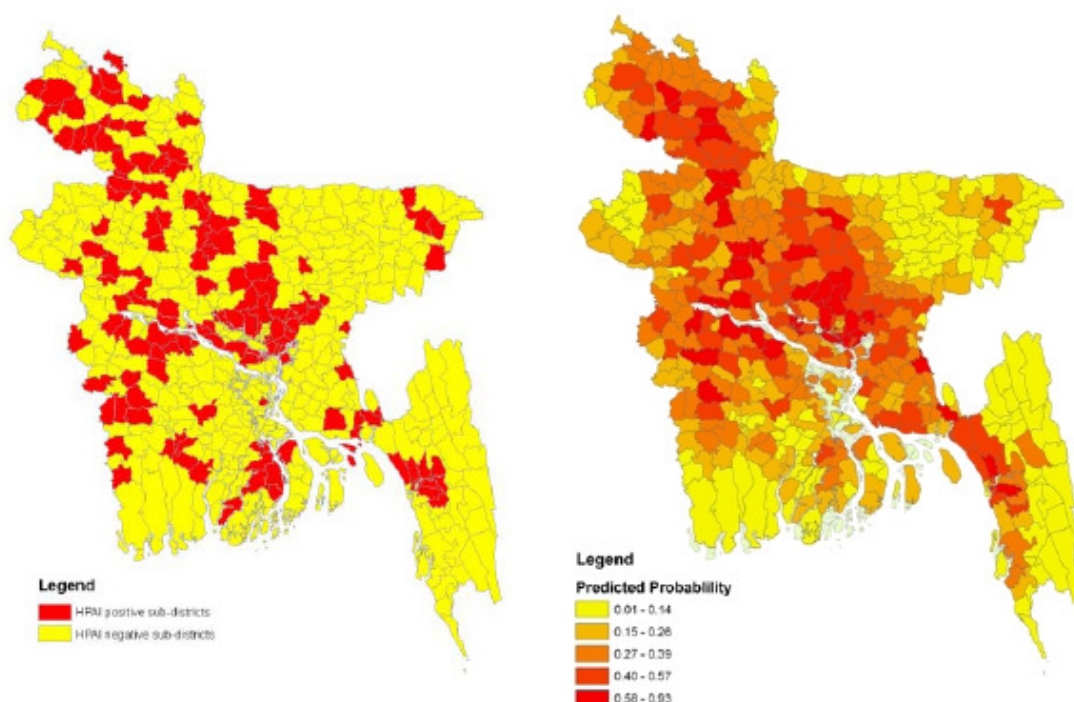 Legend
HPAI positive sub-districts
HPAI negative sub-districts
Legend
Predicted Probablility
0.01 - 0.14
0.15 - 0.26
0.27 - 0.39
0.40 - 0.57
0.58 - 0.93